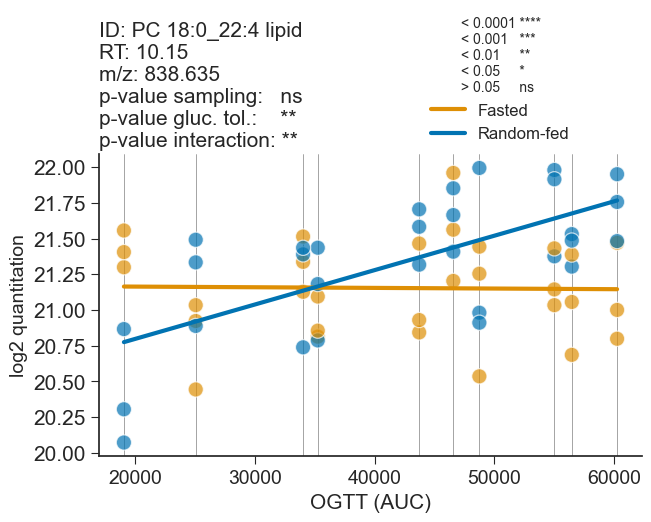 ID: PC 18:0_22:4 lipid
RT: 10.15
m/z: 838.635
p-value sampling: ns
p-value gluc. tol.: **
p-value interaction: **
< 0.0001 ****
< 0.001 ***
< 0.01 **
< 0.05 *
> 0.05 ns
Fasted
Random-fed
log2 quantitation
22.00
21.75
21.50
21.25
21.00
20.75
20.50
20.25
20.00
20000 30000 40000 50000 60000
OGTT (AUC)